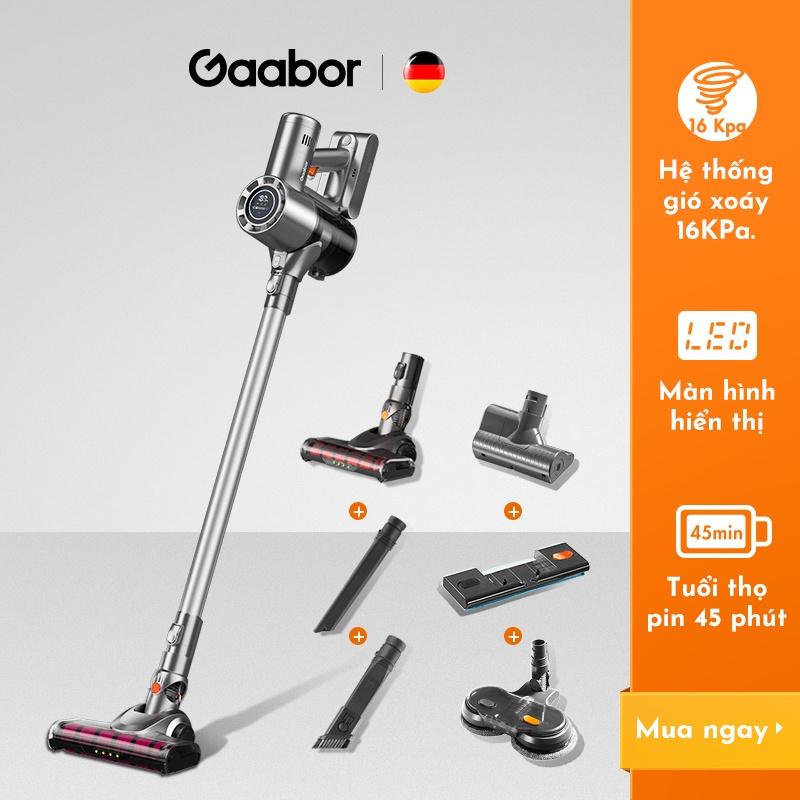 Gaabor
16 Kpa
Hệ thống
gió xoáy
16KPa.
LED
Màn hình
hiển thị
45min
Tuổi thọ
pin 45 phút
Mua ngay